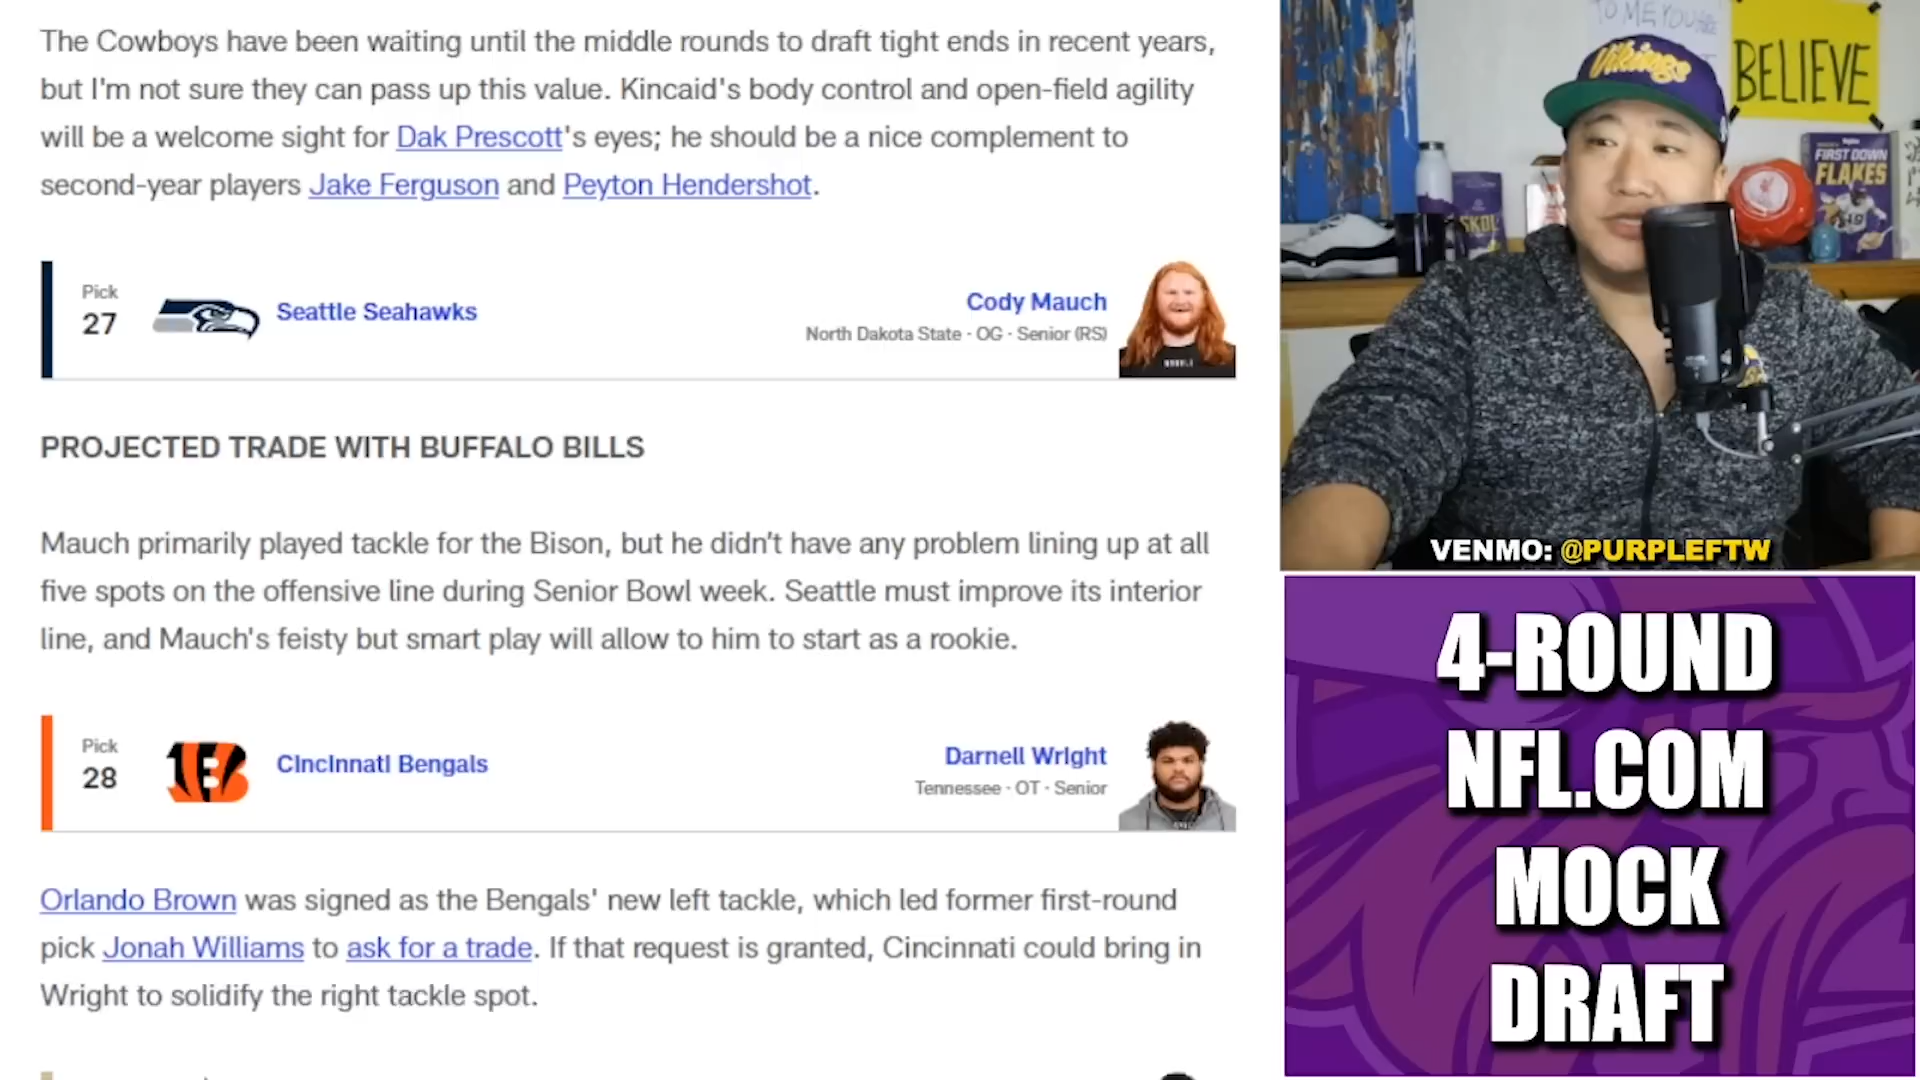 The Cowboys have been waiting until the middle rounds to draft tight ends in recent years,
but I'm not sure they can pass up this value. Kincaid's body control and open-field agility
will be a welcome sight for Dak Prescott's eyes; he should be a nice complement to
second-year players Jake Ferguson and Peyton Hendershot.
Pick
27
Seattle Seahawks
Cody Mauch
North Dakota State · OG · Senior (RS)
PROJECTED TRADE WITH BUFFALO BILLS
Mauch primarily played tackle for the Bison, but he didn't have any problem lining up at all
five spots on the offensive line during Senior Bowl week. Seattle must improve its interior
line, and Mauch's feisty but smart play will allow to him to start as a rookie.
Pick
28
Cincinnati Bengals
Darnell Wright
Tennessee · OT · Senior
Orlando Brown was signed as the Bengals' new left tackle, which led former first-round
pick Jonah Williams to ask for a trade. If that request is granted, Cincinnati could bring in
Wright to solidify the right tackle spot.
TO ME YOU
BELIEVE
Vikings
FIRST DOWN
FLAKES
SKOL
VENMO: @PURPLEFTW
4-ROUND
NFL.COM
MOCK
DRAFT